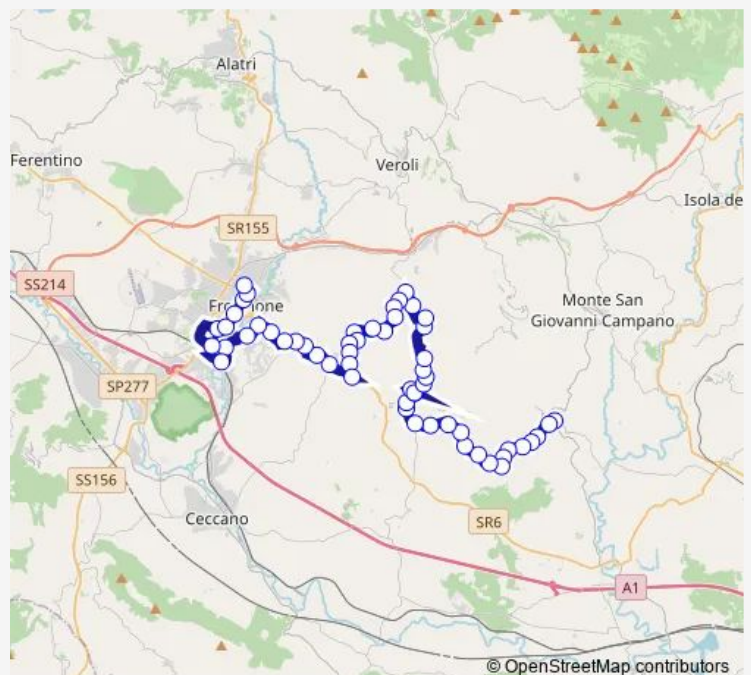 Alatri
Ferentino
Veroli
Isola de
SR155
SS214
Monte San
Giovanni Campano
SP277
SS156
Ceccano
SR6
A1
© OpenStreetMap contributors